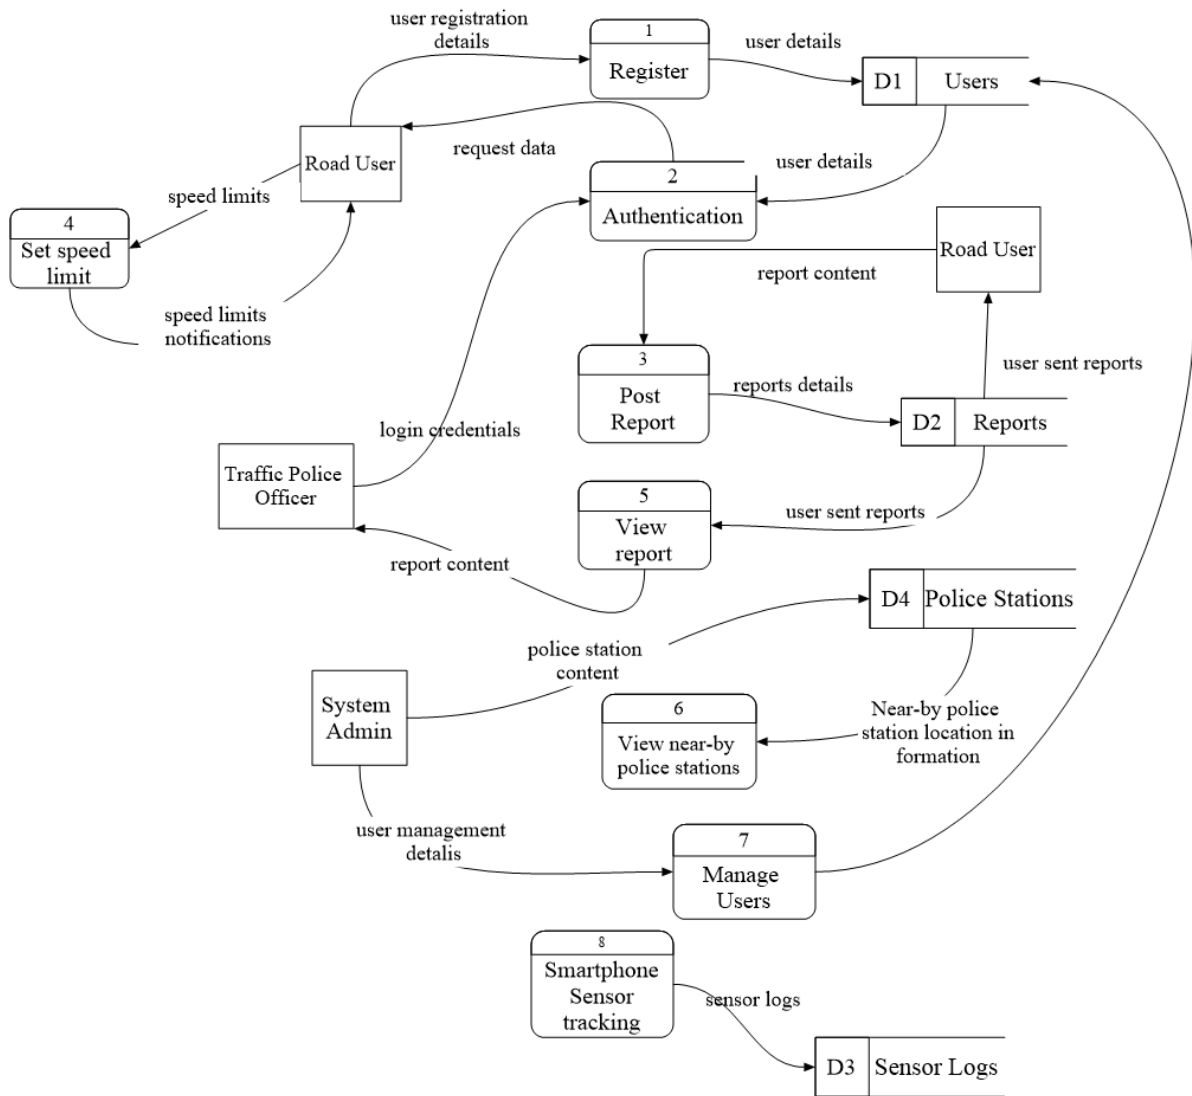 user registration
details
1
Register
user details
D1
Users
Road User
request data
2
Authentication
user details
speed limits
4
Set speed
limit
speed limits
notifications
Road User
report content
3
Post
Report
reports details
user sent reports
D2
Reports
login credentials
Traffic Police
Officer
5
View
report
user sent reports
report content
D4
Police Stations
police station
content
System
Admin
6
View near-by
police stations
Near-by police
station location in
formation
user management
detalis
7
Manage
Users
8
Smartphone
Sensor
tracking
sensor logs
D3
Sensor Logs